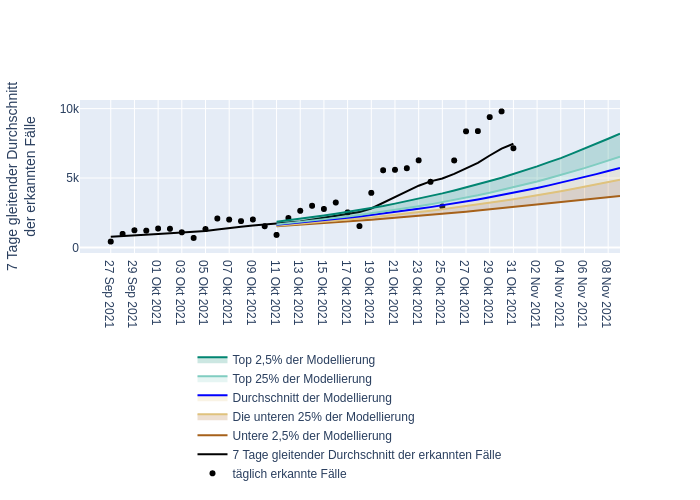 7 Tage gleitender Durchschnitt
der erkannten Fälle
10k
5k
0
27 Sep 2021
29 Sep 2021
01 Okt 2021
03 Okt 2021
05 Okt 2021
07 Okt 2021
09 Okt 2021
11 Okt 2021
13 Okt 2021
15 Okt 2021
17 Okt 2021
19 Okt 2021
21 Okt 2021
23 Okt 2021
25 Okt 2021
27 Okt 2021
29 Okt 2021
31 Okt 2021
02 Nov 2021
04 Nov 2021
06 Nov 2021
08 Nov 2021
Top 2,5% der Modellierung
Top 25% der Modellierung
Durchschnitt der Modellierung
Die unteren 25% der Modellierung
Untere 2,5% der Modellierung
7 Tage gleitender Durchschnitt der erkannten Fälle
täglich erkannte Fälle